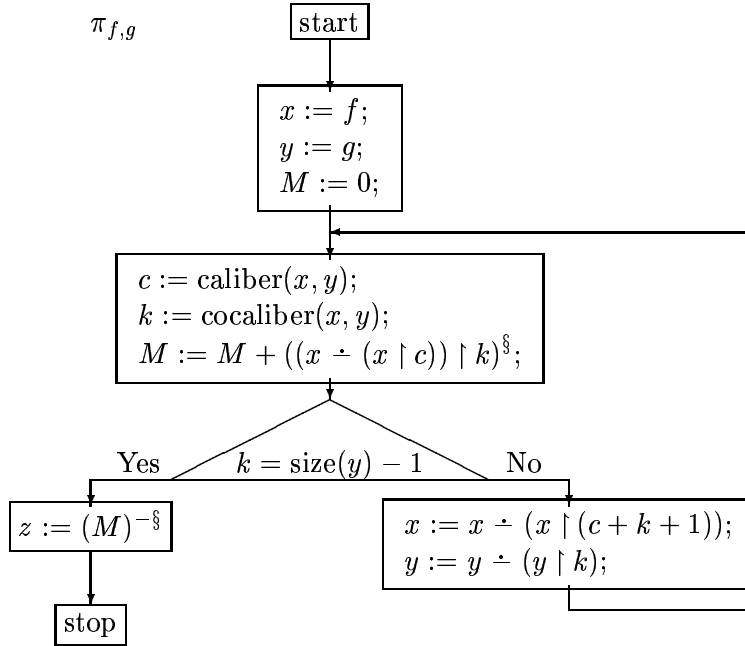 π_{f,g}
start
x := f;
y := g;
M := 0;
c := caliber(x, y);
k := cocaliber(x, y);
M := M + ((x ∸ (x ↾ c)) ↾ k)^§;
Yes
k = size(y) − 1
No
z := (M)^{−§}
x := x ∸ (x ↾ (c + k + 1));
y := y ∸ (y ↾ k);
stop